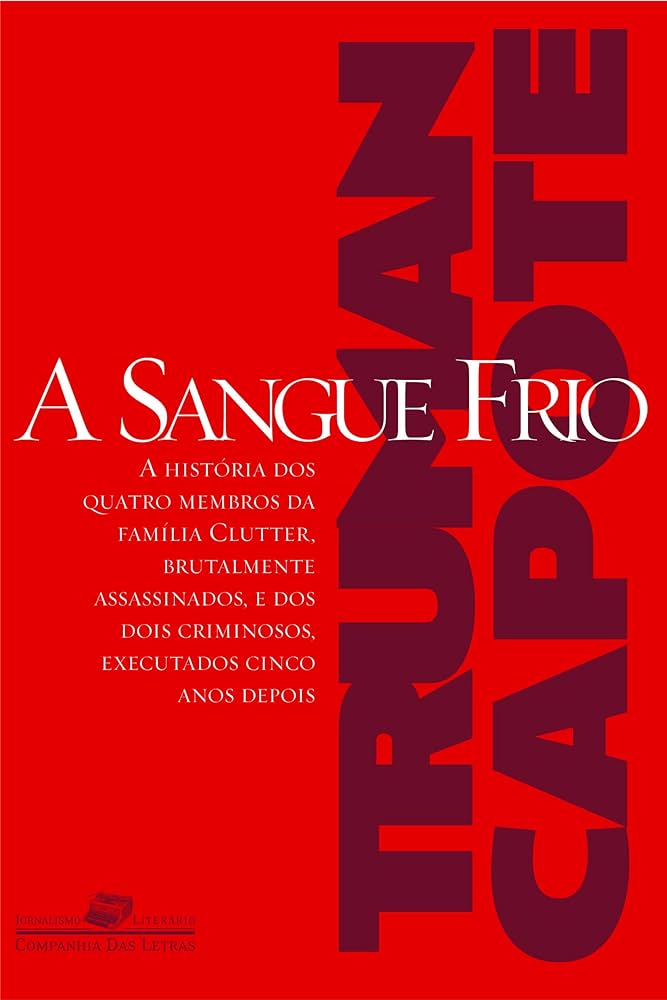 TRUMAN
CAPOTE
A SANGUE FRIO
A HISTÓRIA DOS
QUATRO MEMBROS DA
FAMÍLIA CLUTTER,
BRUTALMENTE
ASSASSINADOS, E DOS
DOIS CRIMINOSOS,
EXECUTADOS CINCO
ANOS DEPOIS
JORNALISMO LITERÁRIO
COMPANHIA DAS LETRAS